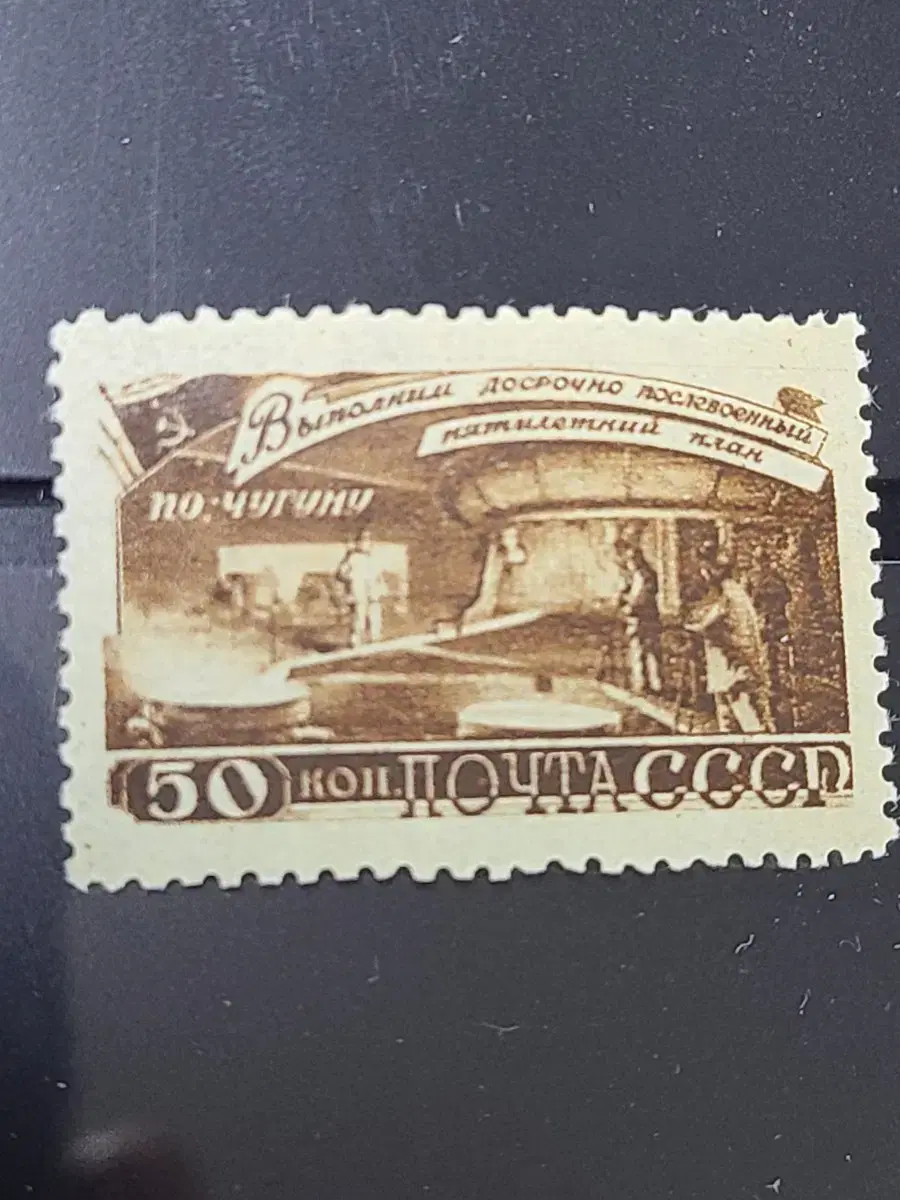 Выполним досрочно послевоенный
пятилетний план
по чугуну
50 коп. ПОЧТА СССР